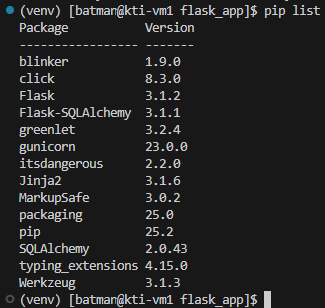 (venv) [batman@kti-vm1 flask_app]$ pip list
Package           Version
----------------- -------
blinker           1.9.0
click             8.3.0
Flask             3.1.2
Flask-SQLAlchemy  3.1.1
greenlet          3.2.4
gunicorn          23.0.0
itsdangerous      2.2.0
Jinja2            3.1.6
MarkupSafe        3.0.2
packaging         25.0
pip               25.2
SQLAlchemy        2.0.43
typing_extensions 4.15.0
Werkzeug          3.1.3
(venv) [batman@kti-vm1 flask_app]$